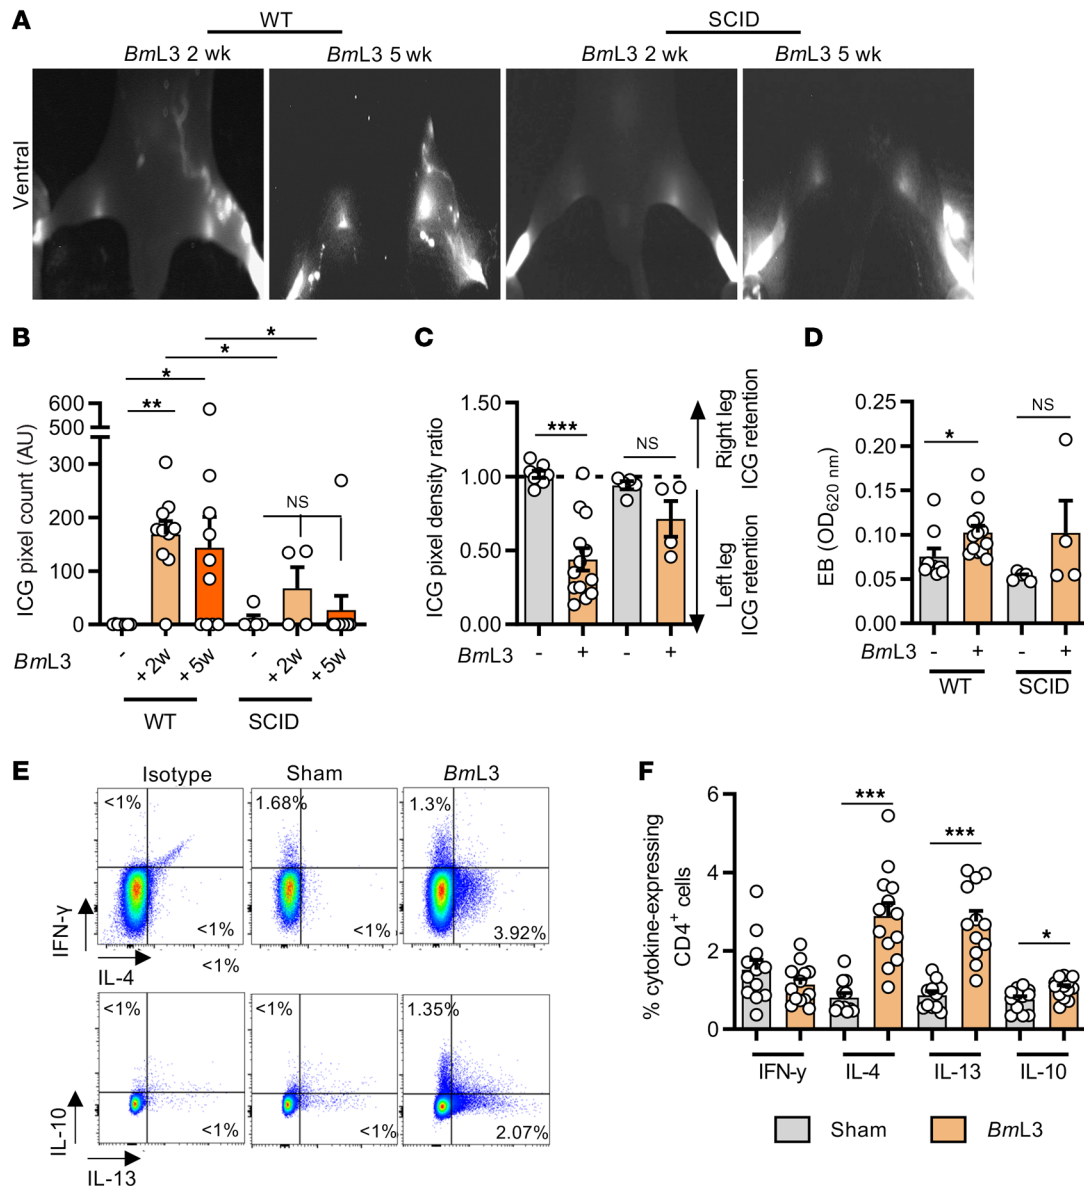 A
WT
SCID
BmL3 2 wk
BmL3 5 wk
BmL3 2 wk
BmL3 5 wk
Ventral
B
*
*
*
**
NS
ICG pixel count (AU)
600
500
300
200
100
0
BmL3
-
+ 2w
+ 5w
-
+ 2w
+ 5w
WT
SCID
C
***
NS
ICG pixel density ratio
1.50
1.00
0.50
0.00
BmL3
-
+
-
+
Right leg
ICG retention
Left leg
ICG retention
D
*
NS
EB (OD620 nm)
0.25
0.20
0.15
0.10
0.05
0.00
BmL3
-
+
-
+
WT
SCID
E
Isotype
Sham
BmL3
<1%
1.68%
1.3%
<1%
<1%
3.92%
IFN-γ
IL-4
<1%
<1%
<1%
1.35%
<1%
<1%
2.07%
IL-10
IL-13
F
% cytokine-expressing
CD4+ cells
6
4
2
0
***
***
*
IFN-γ
IL-4
IL-13
IL-10
Sham
BmL3